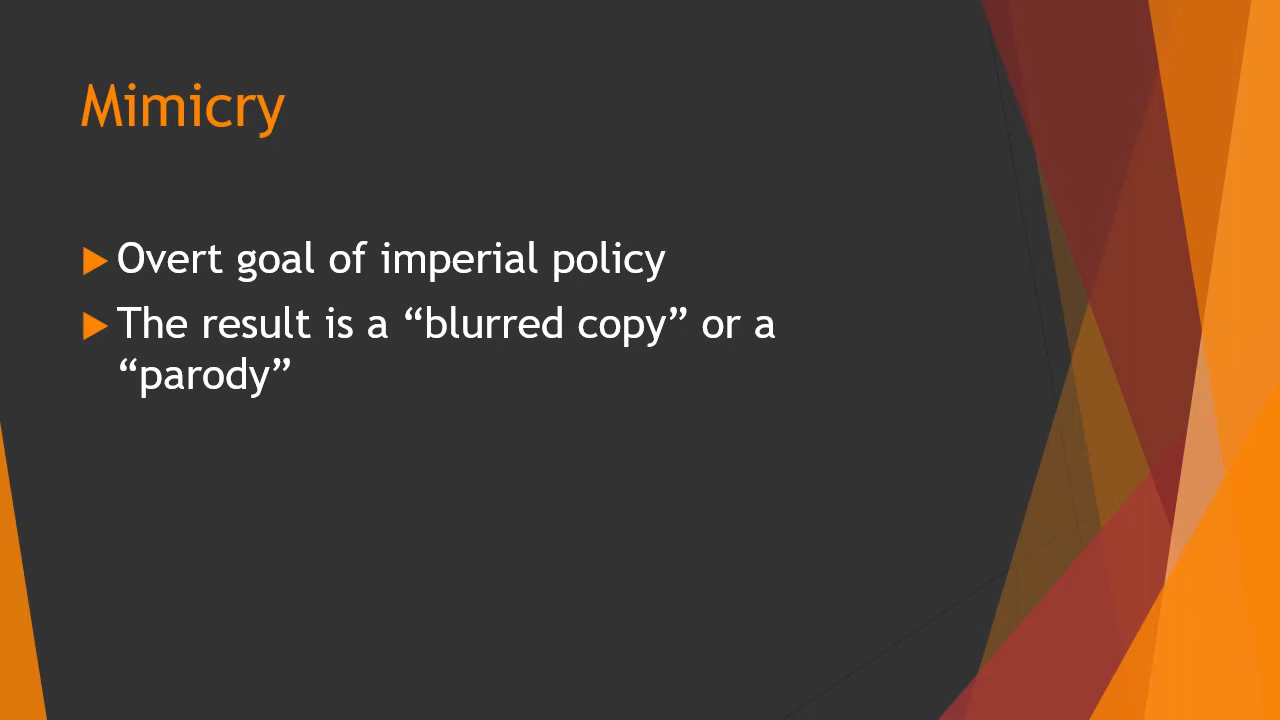 Mimicry
Overt goal of imperial policy
The result is a “blurred copy” or a
“parody”